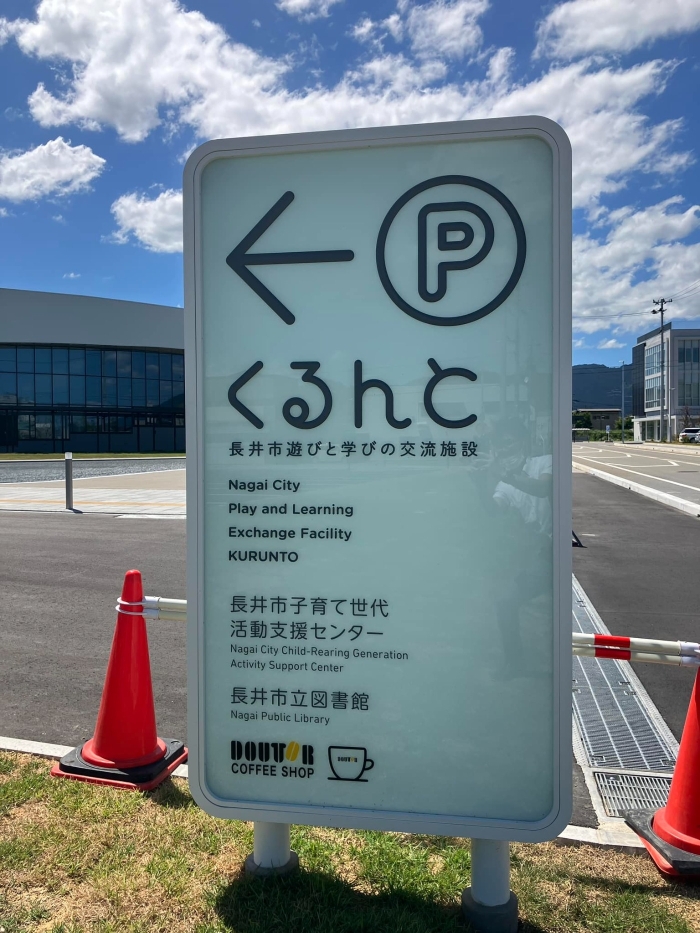 ← P
くるんと
長井市遊びと学びの交流施設
Nagai City
Play and Learning
Exchange Facility
KURUNTO
長井市子育て世代
活動支援センター
Nagai City Child-Rearing Generation
Activity Support Center
長井市立図書館
Nagai Public Library
DOUTOR
COFFEE SHOP
DOUTOR